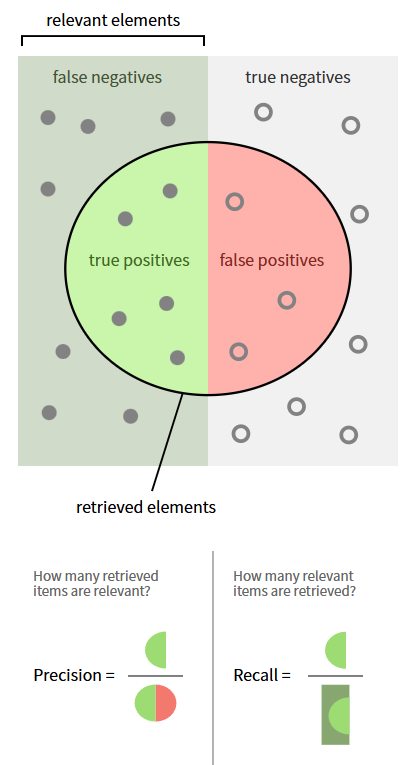 relevant elements
false negatives
true negatives
true positives
false positives
retrieved elements
How many retrieved
items are relevant?
Precision =
How many relevant
items are retrieved?
Recall =